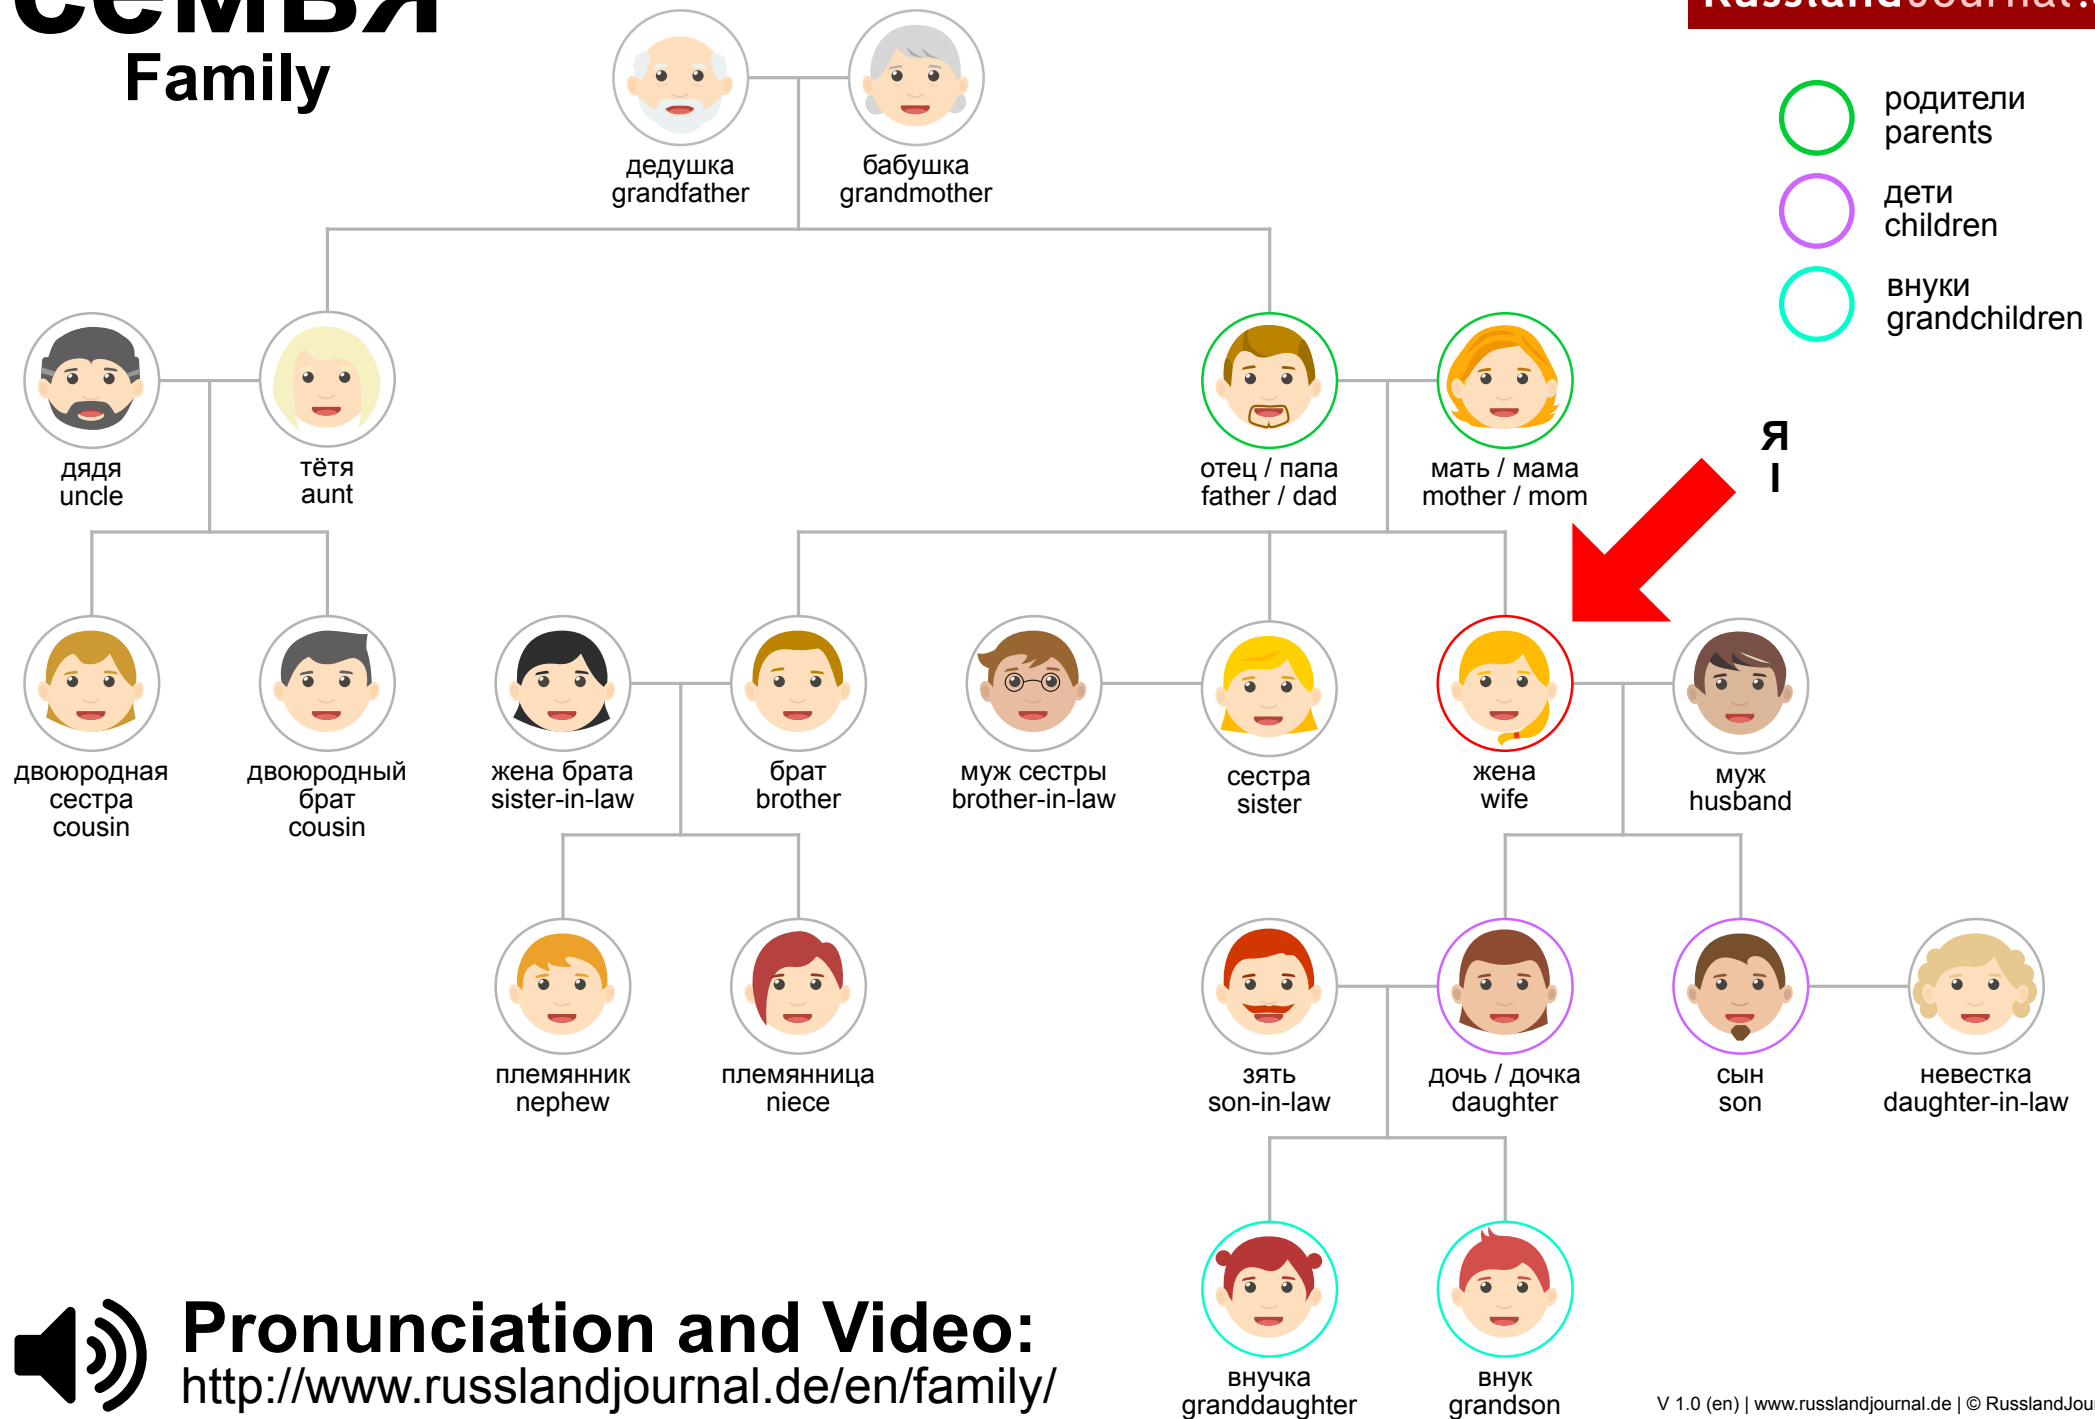 семья
Family
дедушка
grandfather
бабушка
grandmother
родители
parents
дети
children
внуки
grandchildren
дядя
uncle
тётя
aunt
отец / папа
father / dad
мать / мама
mother / mom
Я
I
двоюродная
сестра
cousin
двоюродный
брат
cousin
жена брата
sister-in-law
брат
brother
муж сестры
brother-in-law
сестра
sister
жена
wife
муж
husband
племянник
nephew
племянница
niece
зять
son-in-law
дочь / дочка
daughter
сын
son
невестка
daughter-in-law
внучка
granddaughter
внук
grandson
Pronunciation and Video:
http://www.russlandjournal.de/en/family/
V 1.0 (en) | www.russlandjournal.de | ©